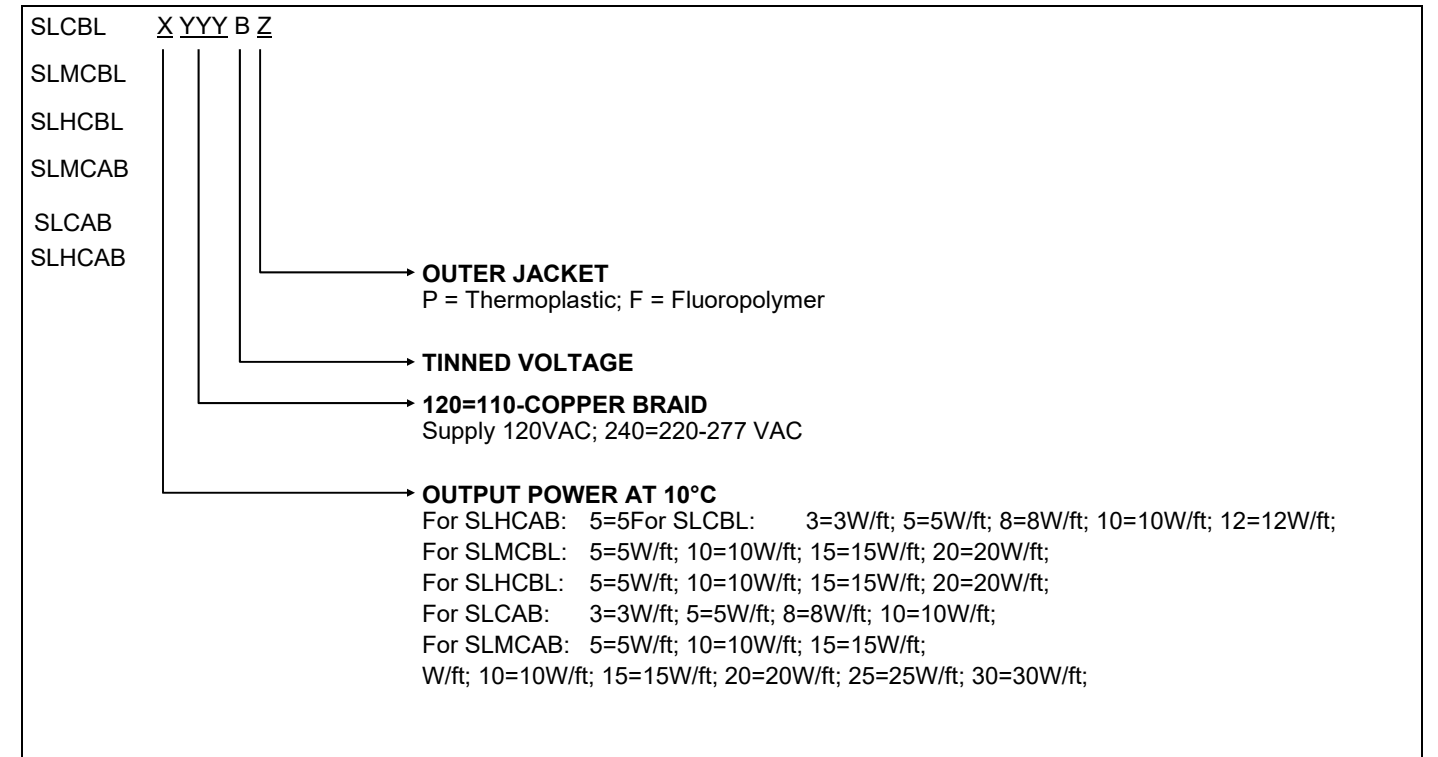 SLCBL X YYY B Z
SLMCBL
SLHCBL
SLMCAB
SLCAB
SLHCAB
OUTER JACKET
P = Thermoplastic; F = Fluoropolymer
TINNED VOLTAGE
120=110-COPPER BRAID
Supply 120VAC; 240=220-277 VAC
OUTPUT POWER AT 10°C
For SLHCAB: 5=5For SLCBL: 3=3W/ft; 5=5W/ft; 8=8W/ft; 10=10W/ft; 12=12W/ft;
For SLMCBL: 5=5W/ft; 10=10W/ft; 15=15W/ft; 20=20W/ft;
For SLHCBL: 5=5W/ft; 10=10W/ft; 15=15W/ft; 20=20W/ft;
For SLCAB: 3=3W/ft; 5=5W/ft; 8=8W/ft; 10=10W/ft;
For SLMCAB: 5=5W/ft; 10=10W/ft; 15=15W/ft;
W/ft; 10=10W/ft; 15=15W/ft; 20=20W/ft; 25=25W/ft; 30=30W/ft;